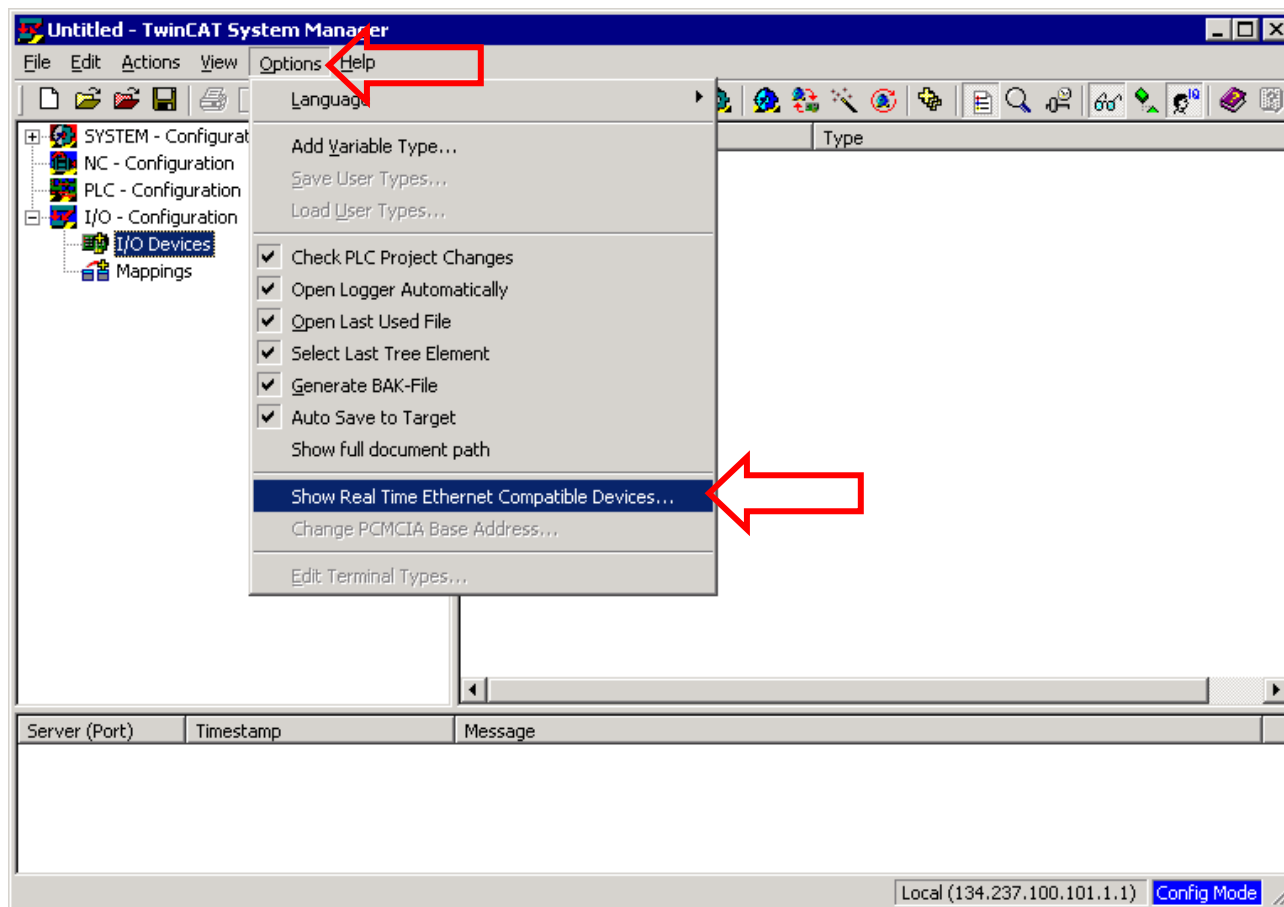 Untitled - TwinCAT System Manager
File Edit Actions View Options Help
Language
Add Variable Type...
Save User Types...
Load User Types...
Check PLC Project Changes
Open Logger Automatically
Open Last Used File
Select Last Tree Element
Generate BAK-File
Auto Save to Target
Show full document path
Show Real Time Ethernet Compatible Devices...
Change PCMCIA Base Address...
Edit Terminal Types...
SYSTEM - Configurat
NC - Configuration
PLC - Configuration
I/O - Configuration
I/O Devices
Mappings
Type
Server (Port) Timestamp Message
Local (134.237.100.101.1.1) Config Mode